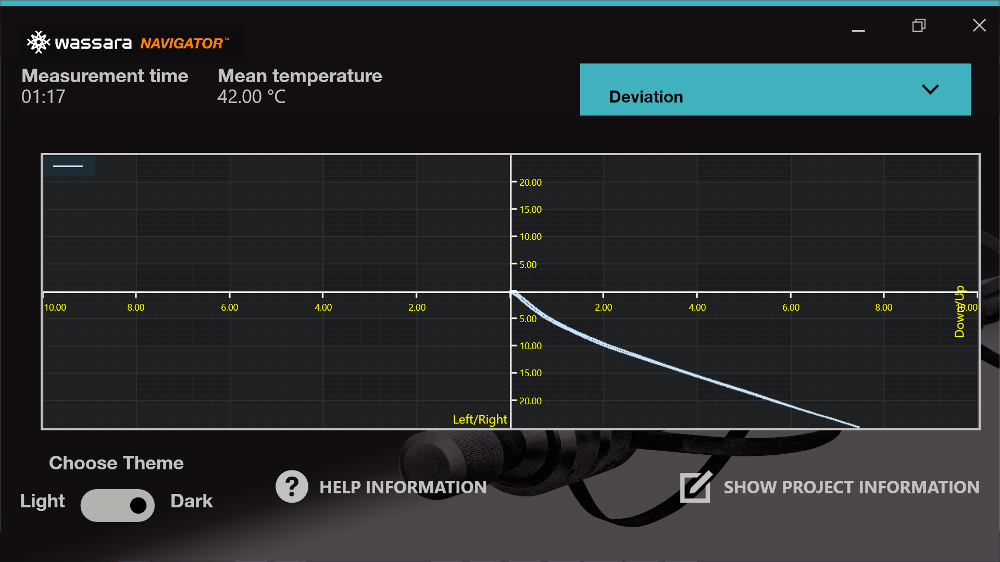 wassara NAVIGATOR™
Measurement time
01:17
Mean temperature
42.00 °C
Deviation
20.00
15.00
10.00
5.00
10.00
8.00
6.00
4.00
2.00
2.00
4.00
6.00
8.00
10.00
Down/Up
5.00
10.00
15.00
20.00
Left/Right
Choose Theme
Light
Dark
? HELP INFORMATION
SHOW PROJECT INFORMATION